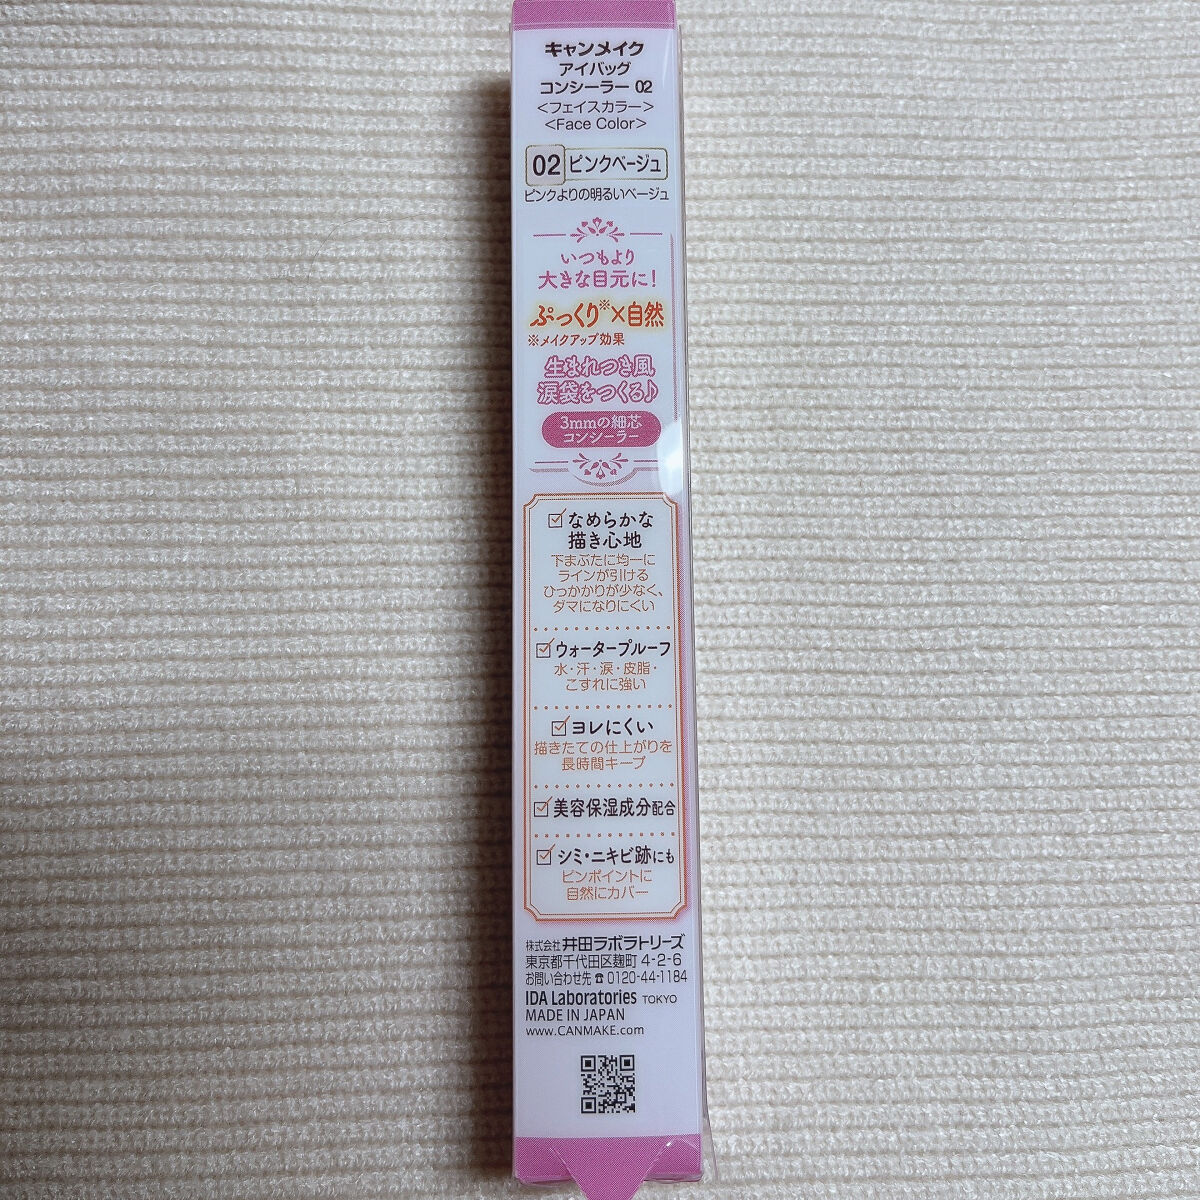 キャンメイク
アイバッグ
コンシーラー 02
＜フェイスカラー＞
＜Face Color＞
02 ピンクベージュ
ピンクよりの明るいベージュ
いつもより
大きな目元に！
ぷっくり※×自然
※メイクアップ効果
生まれつき風
涙袋をつくる♪
3mmの細芯
コンシーラー
☑なめらかな
描き心地
下まぶたに均一に
ラインが引ける
ひっかかりが少なく、
ダマになりにくい
☑ウォータープルーフ
水・汗・涙・皮脂・
こすれに強い
☑ヨレにくい
描きたての仕上がりを
長時間キープ
☑美容保湿成分配合
☑シミ・ニキビ跡にも
ピンポイントに
自然にカバー
株式会社 井田ラボラトリーズ
東京都千代田区麹町 4-2-6
お問い合わせ先 ☎ 0120-44-1184
IDA Laboratories TOKYO
MADE IN JAPAN
www.CANMAKE.com